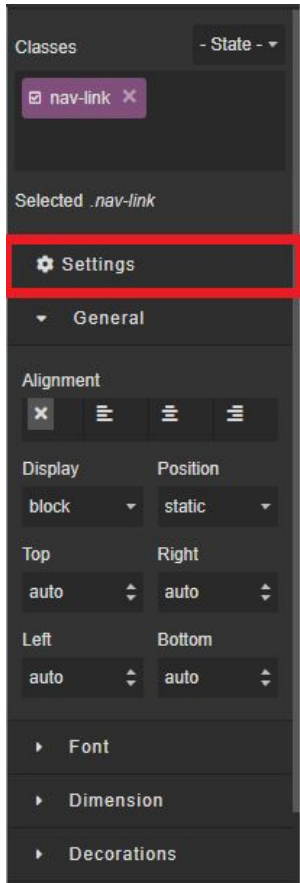 Classes - State -
nav-link
Selected .nav-link
Settings
General
Alignment
Display Position
block static
Top Right
auto auto
Left Bottom
auto auto
Font
Dimension
Decorations